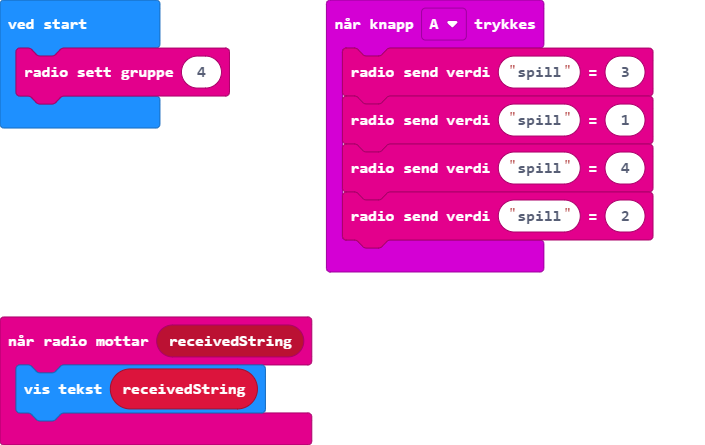 ved start
radio sett gruppe 4
når knapp A trykkes
radio send verdi "spill" = 3
radio send verdi "spill" = 1
radio send verdi "spill" = 4
radio send verdi "spill" = 2
når radio mottar receivedString
vis tekst receivedString